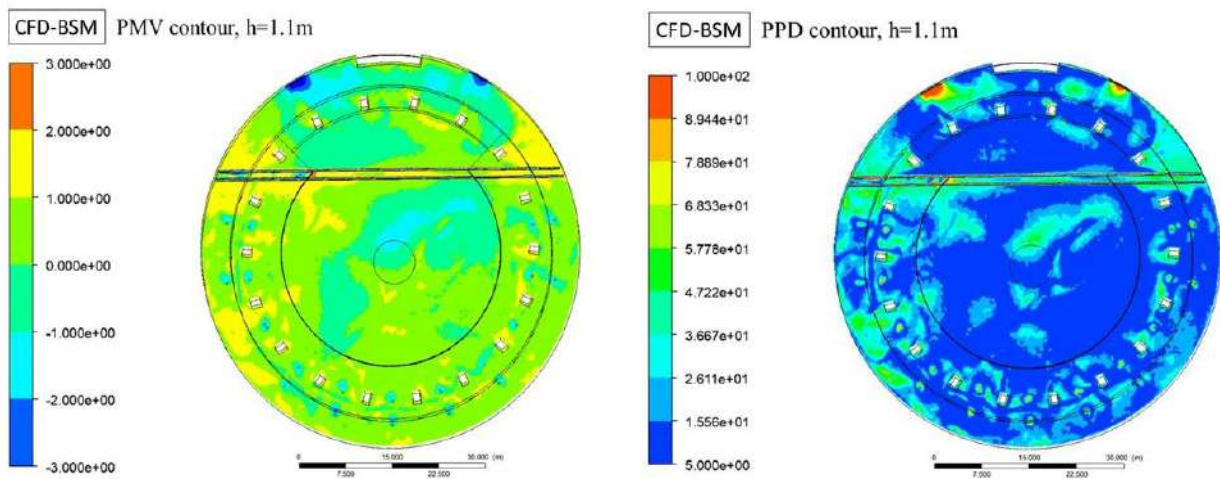 CFD-BSM PMV contour, h=1.1m
3.000e+00
2.000e+00
1.000e+00
0.000e+00
-1.000e+00
-2.000e+00
-3.000e+00
0 15.000 30.000 (m)
7.500 22.500
CFD-BSM PPD contour, h=1.1m
1.000e+02
8.944e+01
7.889e+01
6.833e+01
5.778e+01
4.722e+01
3.667e+01
2.611e+01
1.556e+01
5.000e+00
0 15.000 30.000 (m)
7.500 22.500